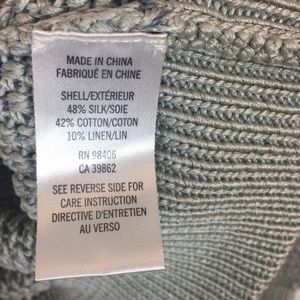 MADE IN CHINA
FABRIQUÉ EN CHINE
SHELL/EXTÉRIEUR
48% SILK/SOIE
42% COTTON/COTON
10% LINEN/LIN
RN 98406
CA 39862
SEE REVERSE SIDE FOR
CARE INSTRUCTION
DIRECTIVE D'ENTRETIEN
AU VERSO